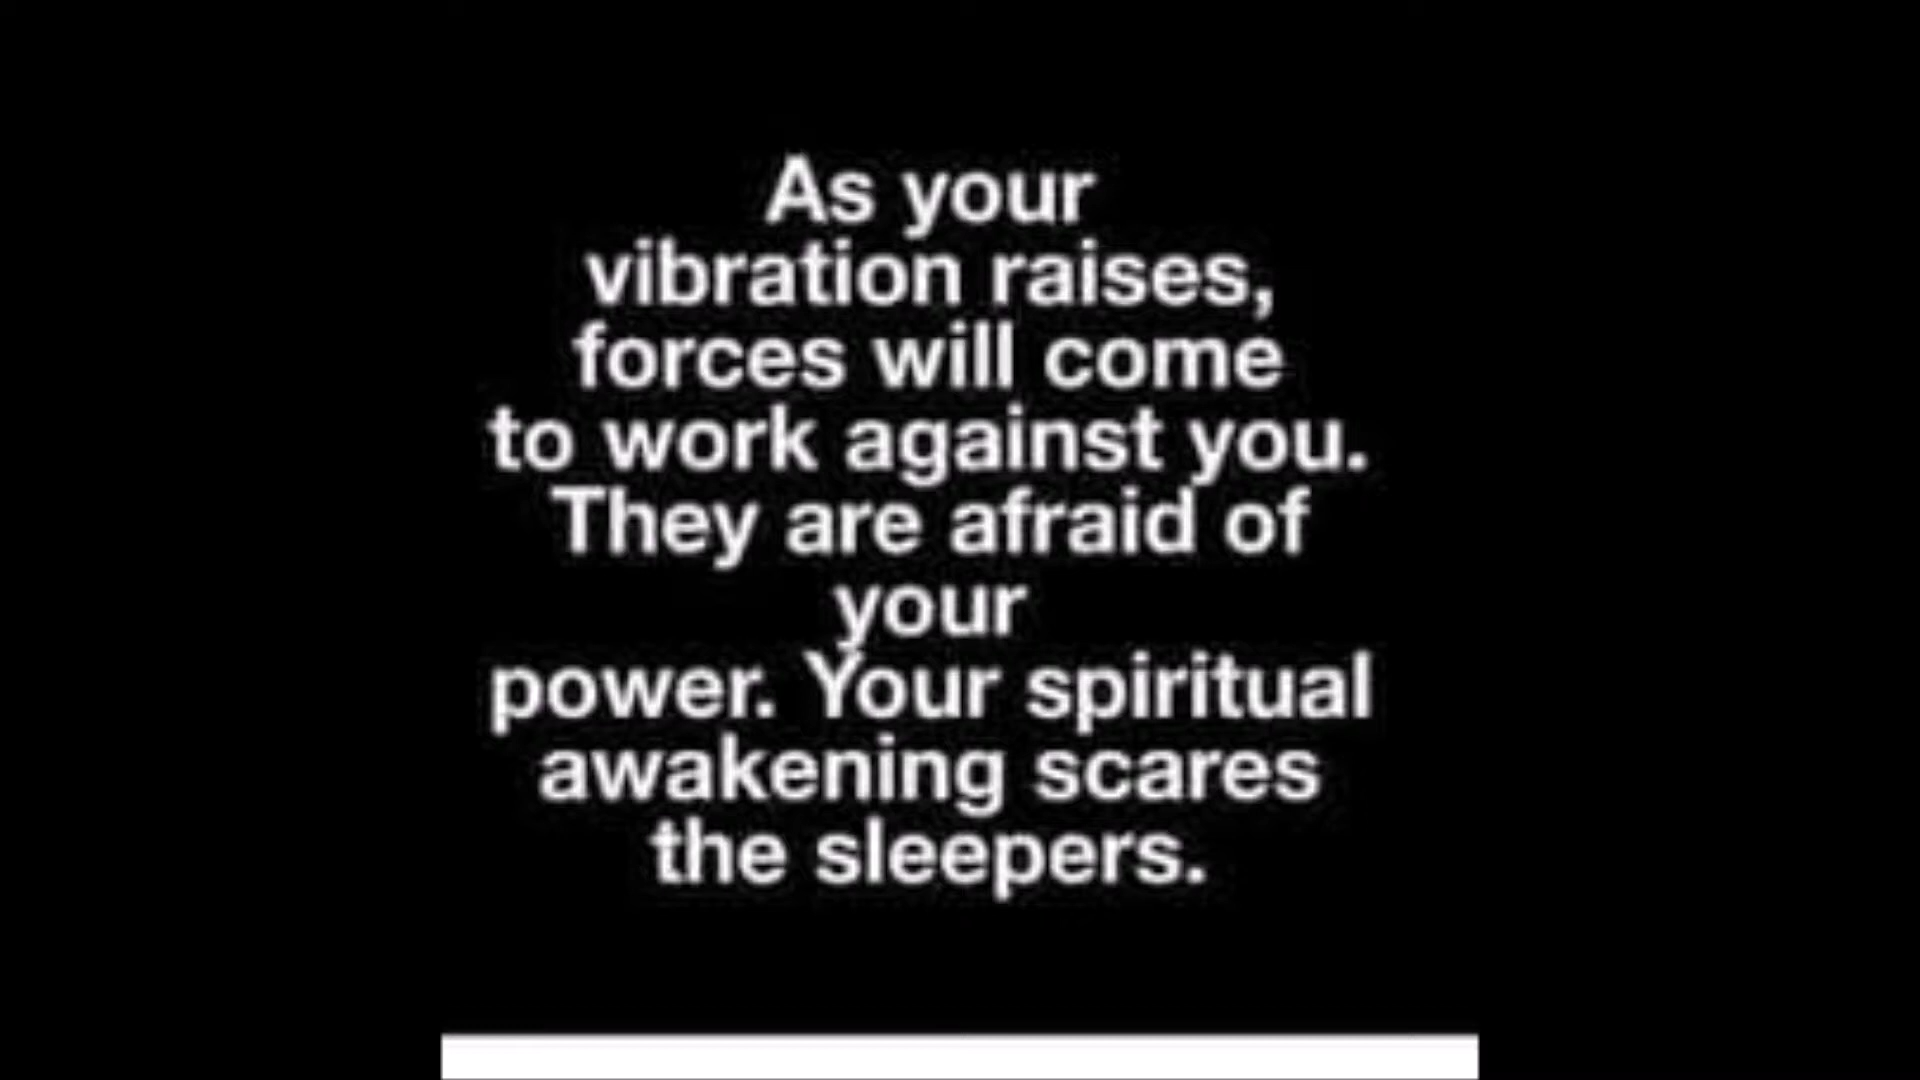 As your
vibration raises,
forces will come
to work against you.
They are afraid of
your
power. Your spiritual
awakening scares
the sleepers.